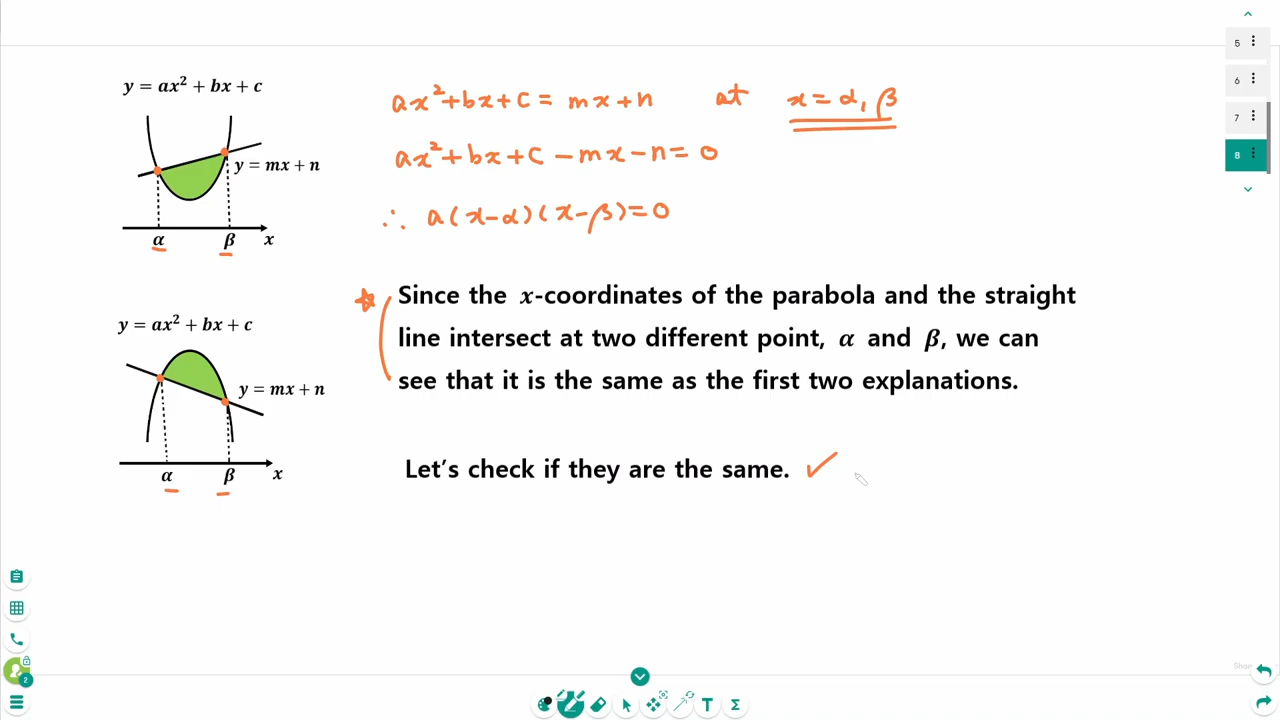 y = ax² + bx + c
y = mx + n
α β x
ax²+bx+c = mx+n at x = α, β
ax²+bx+c −mx−n = 0
∴ a(x−α)(x−β)=0
Since the x-coordinates of the parabola and the straight
line intersect at two different point, α and β, we can
see that it is the same as the first two explanations.
y = ax² + bx + c
y = mx + n
α β x
Let's check if they are the same.
5
6
7
8
2
T
Σ